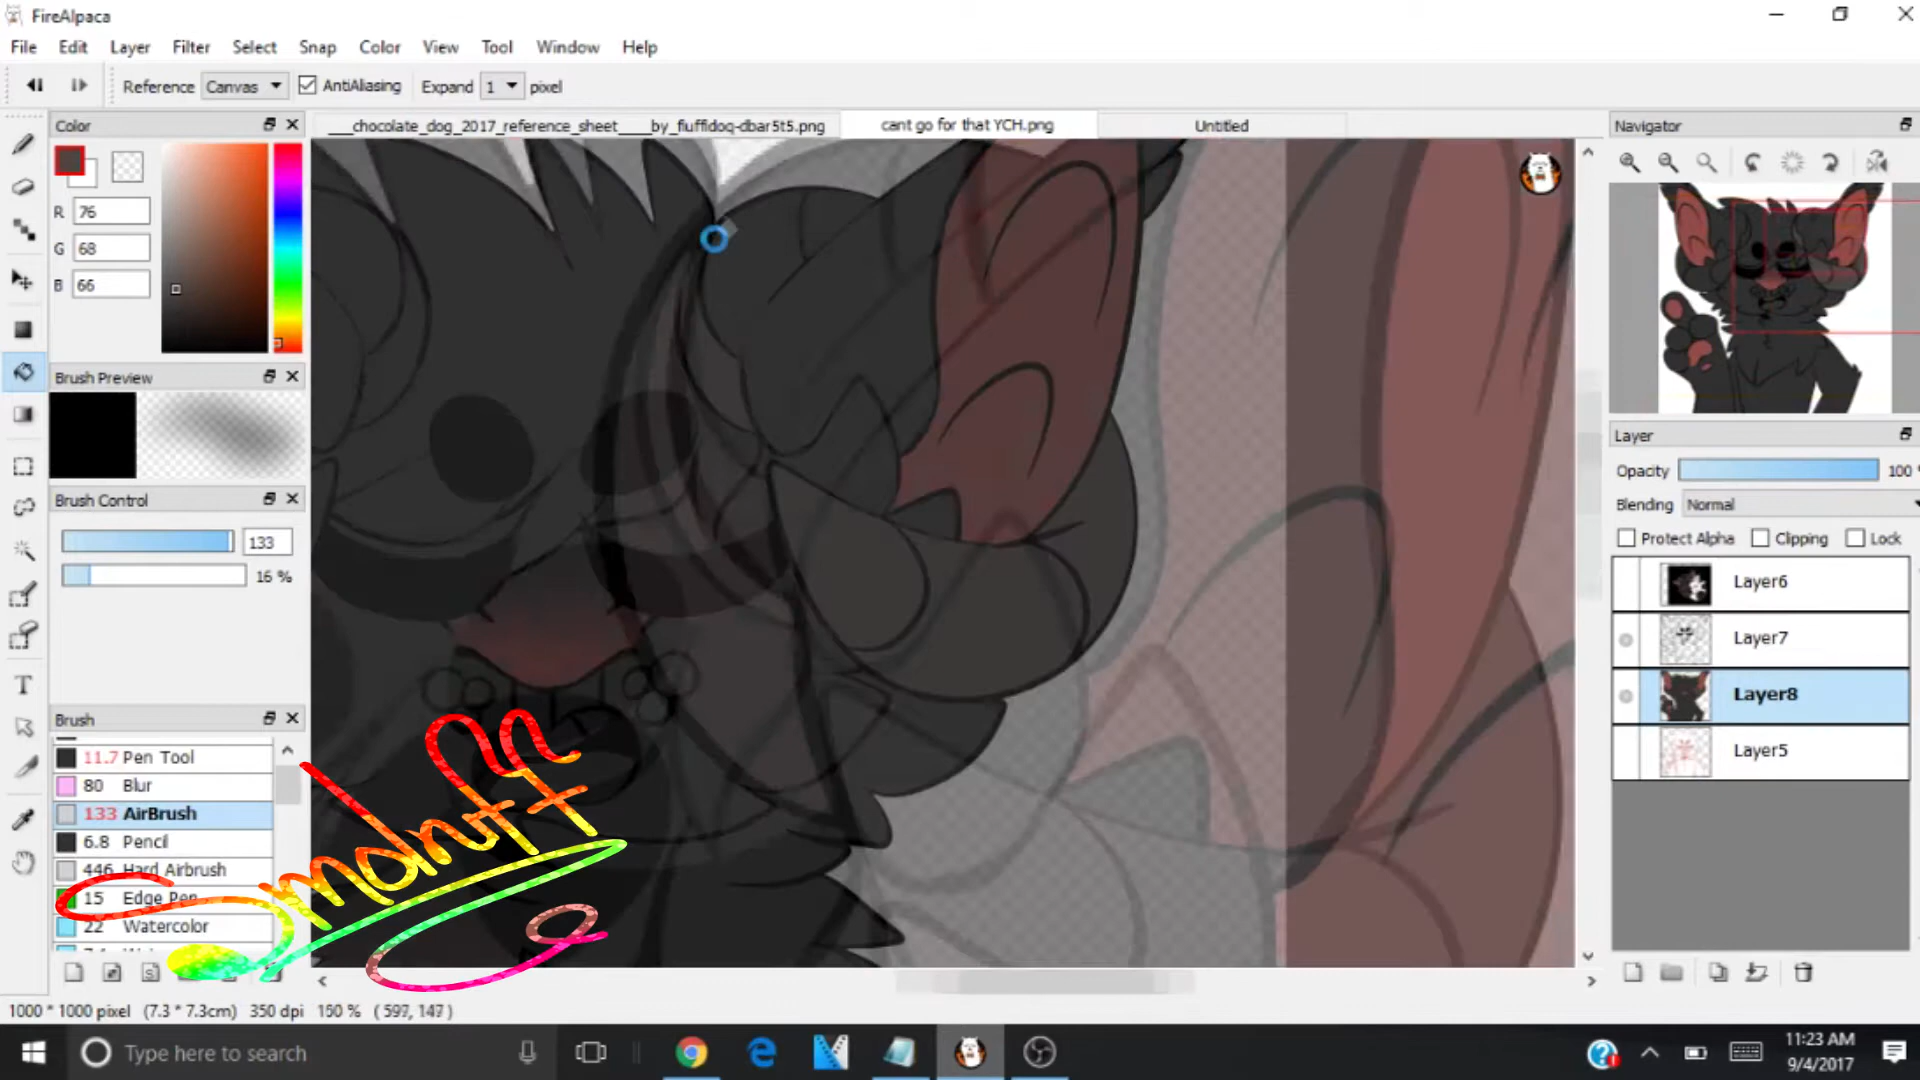 FireAlpaca
File Edit Layer Filter Select Snap Color View Tool Window Help
Reference Canvas AntiAliasing Expand 1 pixel
Color
___chocolate_dog_2017_reference_sheet____by_fluffldog-dbar5t5.png
cant go for that YCH.png
Untitled
Navigator
R 76
G 68
B 66
Brush Preview
Brush Control
133
16 %
Layer
Opacity 100
Blending Normal
Protect Alpha Clipping Lock
Layer6
Layer7
Layer8
Layer5
Brush
11.7 Pen Tool
80 Blur
133 AirBrush
6.8 Pencil
446 Hard Airbrush
15 Edge Pen
22 Watercolor
1000 * 1000 pixel (7.3 * 7.3cm) 350 dpi 150 % ( 597, 147 )
Type here to search
11:23 AM
9/4/2017